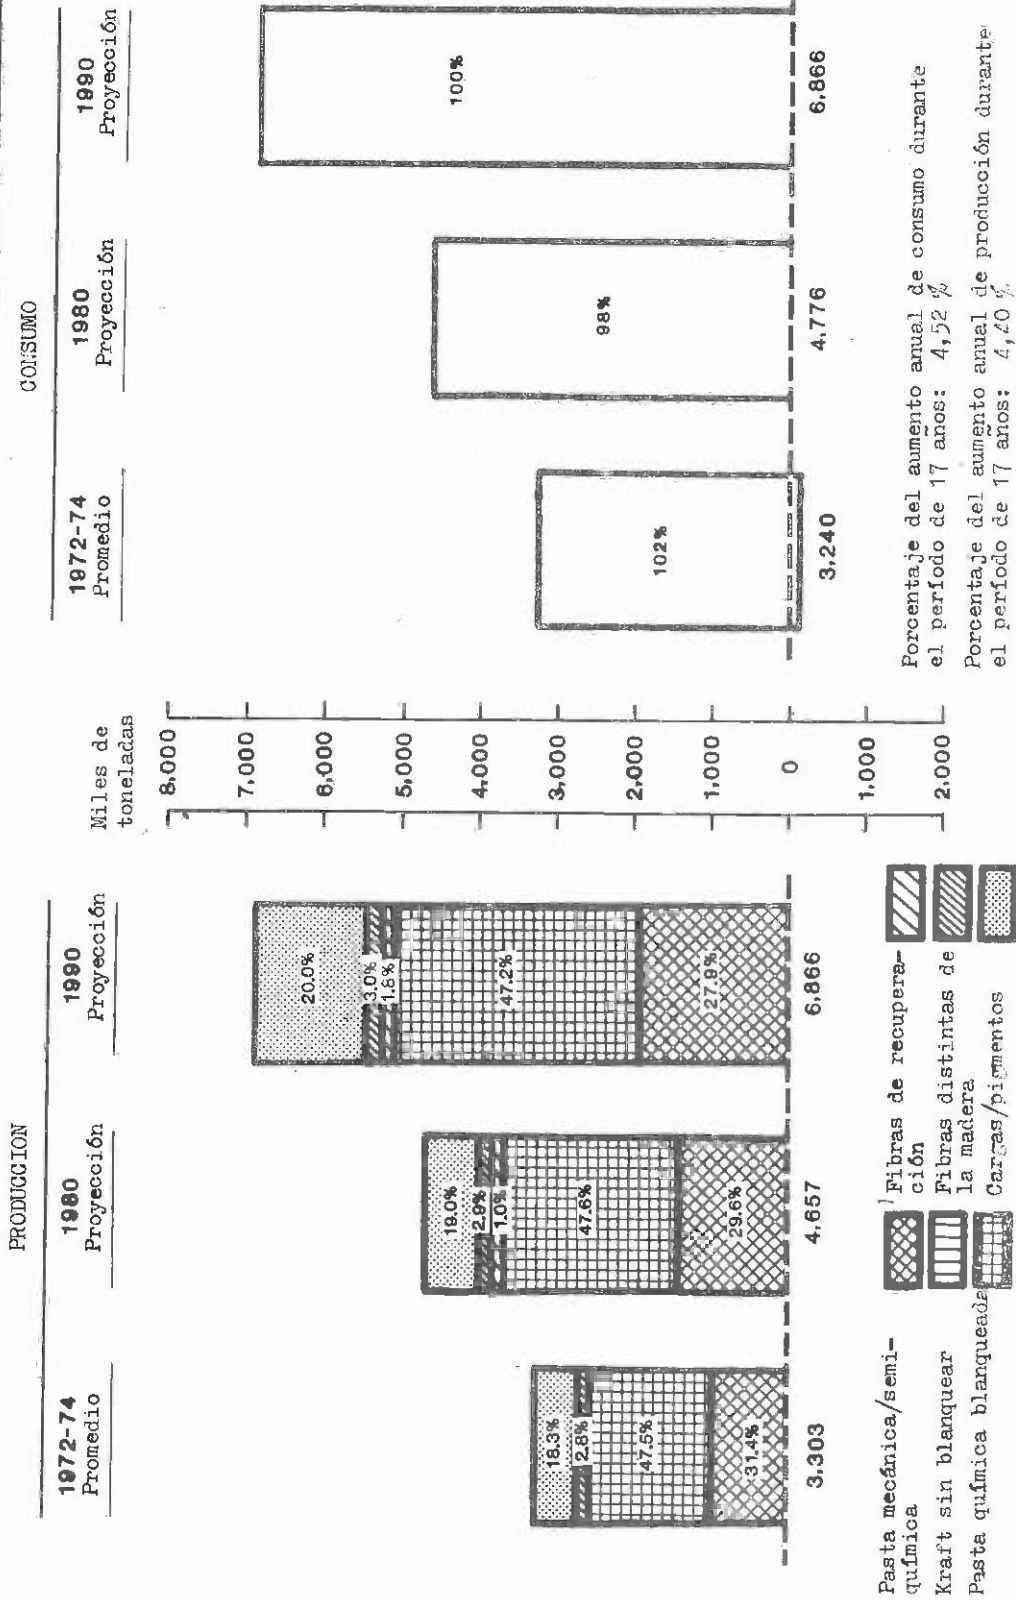 PRODUCCION
1972-74
Promedio
1980
Proyección
1990
Proyección
18.3%
2.8%
47.5%
31.4%
3.303
19.0%
2.9%
1.0%
47.6%
29.6%
4.657
20.0%
3.0%
1.8%
47.2%
27.9%
6.866
Miles de
toneladas
8.000
7.000
6.000
5.000
4.000
3.000
2.000
1.000
0
1.000
2.000
CONSUMO
1972-74
Promedio
1980
Proyección
1990
Proyección
102%
3.240
98%
4.776
100%
6.866
Pasta mecánica/semi-
química
Kraft sin blanquear
Pasta química blanqueada
Fibras de recupera-
ción
Fibras distintas de
la madera
Cargas/pigmentos
Porcentaje del aumento anual de consumo durante
el período de 17 años: 4,52 %
Porcentaje del aumento anual de producción durante
el período de 17 años: 4,40 %